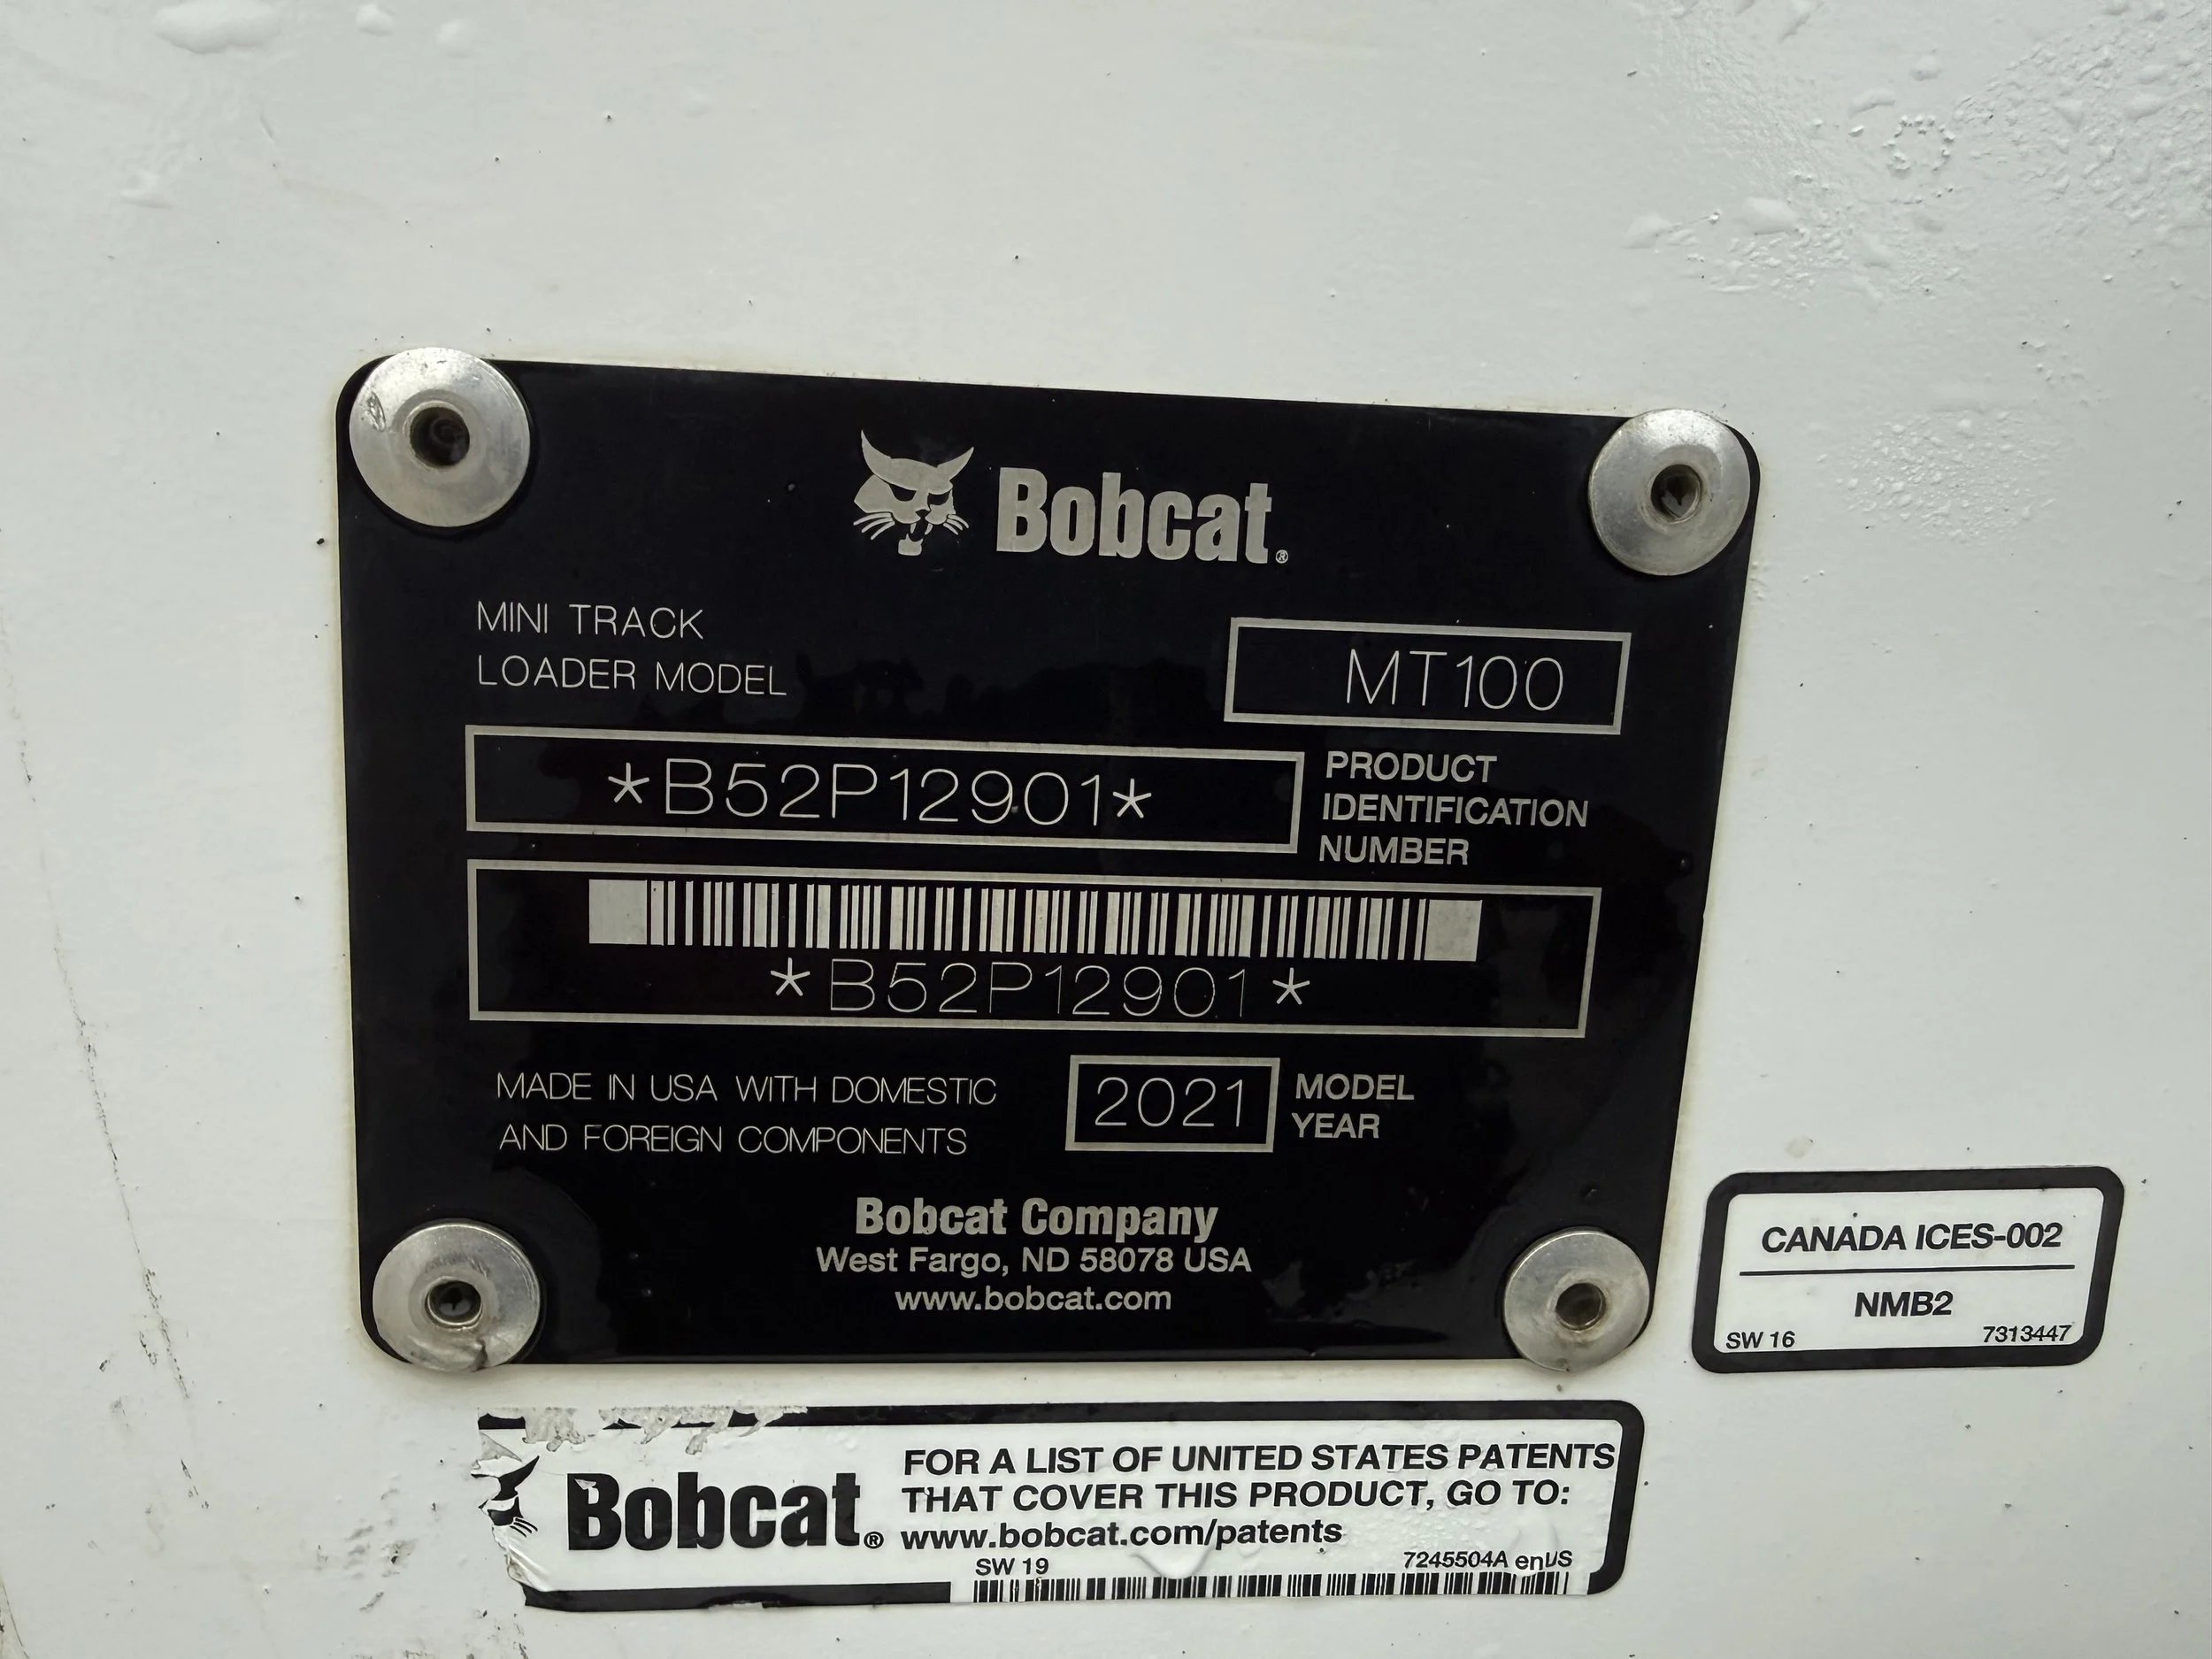 Bobcat®
MINI TRACK
LOADER MODEL
MT100
*B52P12901*
PRODUCT
IDENTIFICATION
NUMBER
*B52P12901*
MADE IN USA WITH DOMESTIC
AND FOREIGN COMPONENTS
2021
MODEL
YEAR
Bobcat Company
West Fargo, ND 58078 USA
www.bobcat.com
CANADA ICES-002
NMB2
SW 16 7313447
Bobcat®
FOR A LIST OF UNITED STATES PATENTS
THAT COVER THIS PRODUCT, GO TO:
www.bobcat.com/patents
SW 19 7245504A enUS